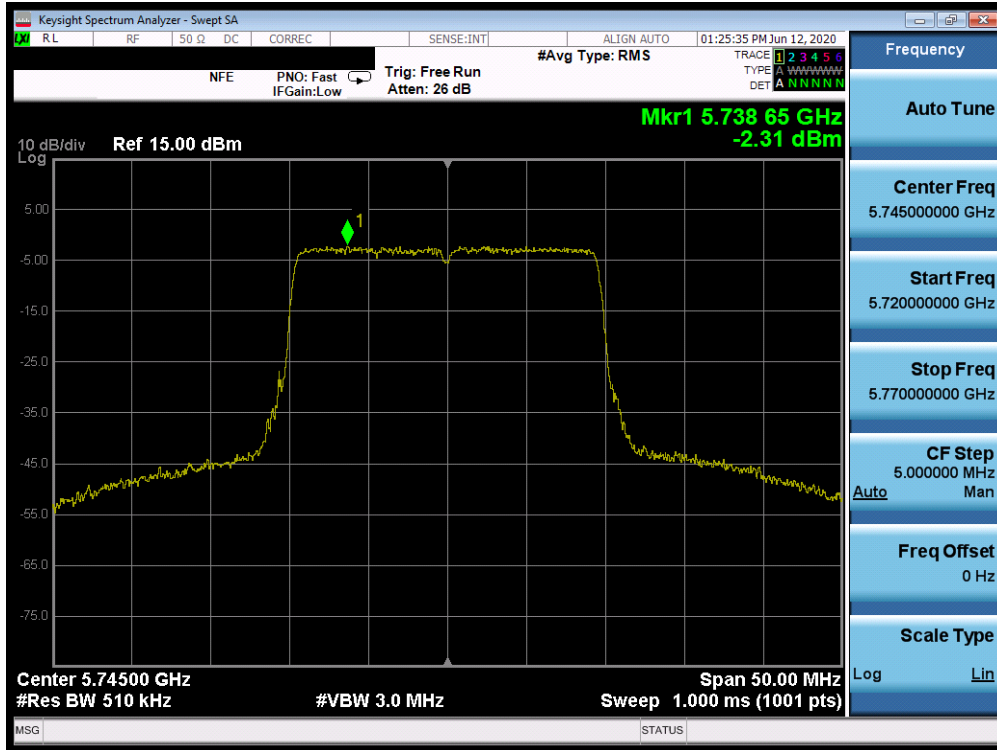 Keysight Spectrum Analyzer - Swept SA
LXI RL RF 50 Ω DC CORREC SENSE:INT ALIGN AUTO 01:25:35 PM Jun 12, 2020
#Avg Type: RMS TRACE 1 2 3 4 5 6
NFE PNO: Fast Trig: Free Run TYPE A WWWWW
IFGain:Low Atten: 26 dB DET A N N N N N
Mkr1 5.738 65 GHz
-2.31 dBm
10 dB/div Ref 15.00 dBm
Log
5.00
1
-5.00
-15.0
-25.0
-35.0
-45.0
-55.0
-65.0
-75.0
Center 5.74500 GHz Span 50.00 MHz
#Res BW 510 kHz #VBW 3.0 MHz Sweep 1.000 ms (1001 pts)
MSG STATUS
Frequency
Auto Tune
Center Freq
5.745000000 GHz
Start Freq
5.720000000 GHz
Stop Freq
5.770000000 GHz
CF Step
5.000000 MHz
Auto Man
Freq Offset
0 Hz
Scale Type
Log Lin